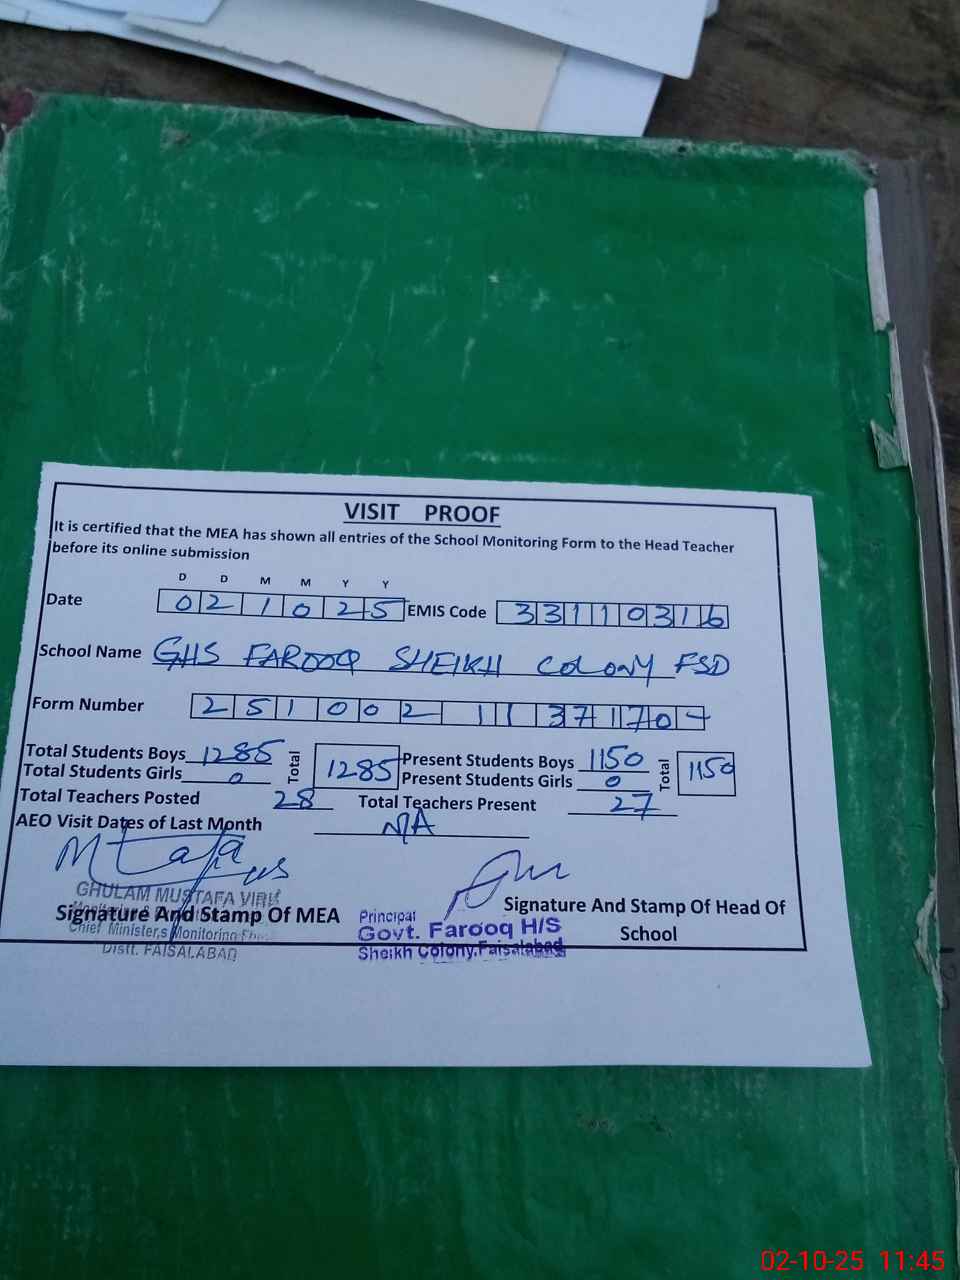 VISIT PROOF
It is certified that the MEA has shown all entries of the School Monitoring Form to the Head Teacher
before its online submission
D D M M Y Y
Date 0 2 1 0 2 5 EMIS Code 3 3 1 1 0 3 1 6
School Name GHS FAROOQ SHEIKH COLONY FSD
Form Number 2 5 1 0 0 2 1 1 3 7 1 7 0
Total Students Boys 1285 Total 1285 Present Students Boys 1150 Total 1150
Total Students Girls 0 Present Students Girls 0
Total Teachers Posted 28 Total Teachers Present 27
AEO Visit Dates of Last Month N/A
GHULAM MUSTAFA VIRK
Signature And Stamp Of MEA
Chief Minister,s Monitoring
Distt. FAISALABAD
Principal
Govt. Farooq H/S
Sheikh Colony.Faisalabad
Signature And Stamp Of Head Of
School
02-10-25 11:45